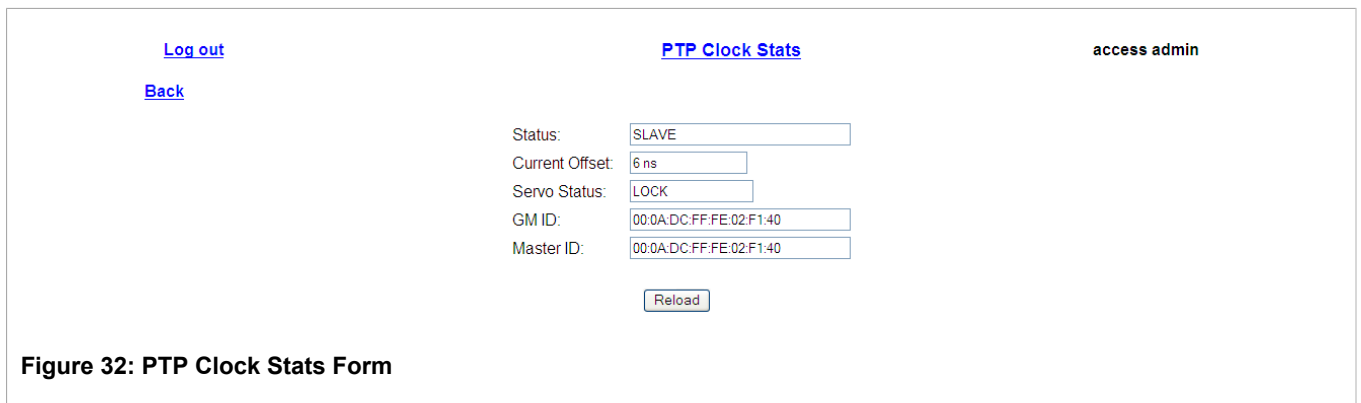 Log out PTP Clock Stats access admin
Back
Status: SLAVE
Current Offset: 6 ns
Servo Status: LOCK
GM ID: 00:0A:DC:FF:FE:02:F1:40
Master ID: 00:0A:DC:FF:FE:02:F1:40
Reload
Figure 32: PTP Clock Stats Form